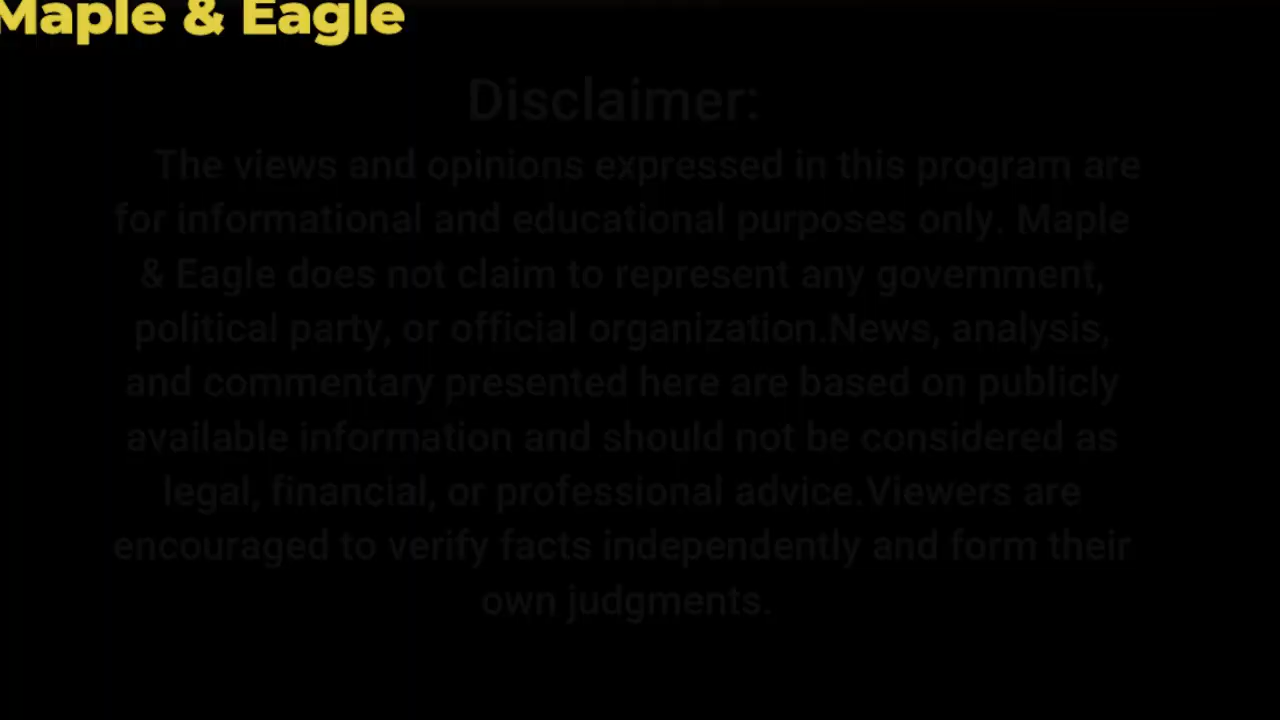 Maple & Eagle
Disclaimer:
The views and opinions expressed in this program are
for informational and educational purposes only. Maple
& Eagle does not claim to represent any government,
political party, or official organization.News, analysis,
and commentary presented here are based on publicly
available information and should not be considered as
legal, financial, or professional advice.Viewers are
encouraged to verify facts independently and form their
own judgments.